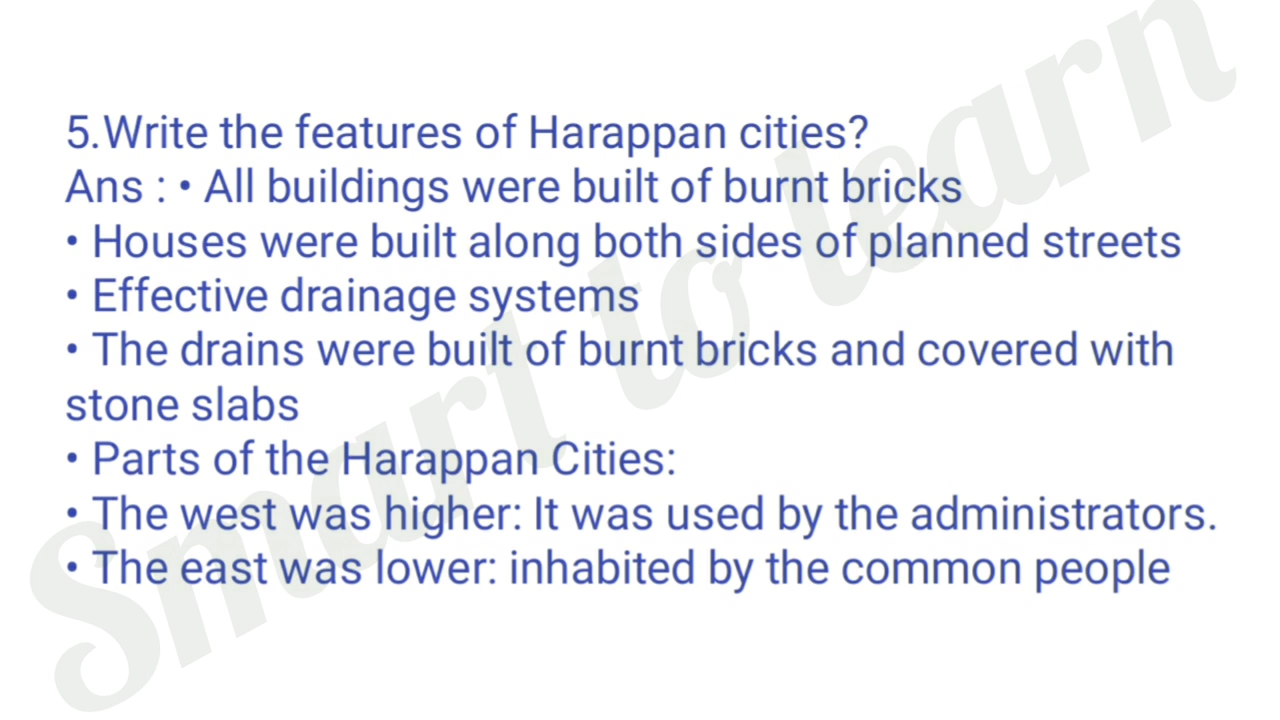 5.Write the features of Harappan cities?
Ans : • All buildings were built of burnt bricks
• Houses were built along both sides of planned streets
• Effective drainage systems
• The drains were built of burnt bricks and covered with
stone slabs
• Parts of the Harappan Cities:
• The west was higher: It was used by the administrators.
• The east was lower: inhabited by the common people
Smart to learn